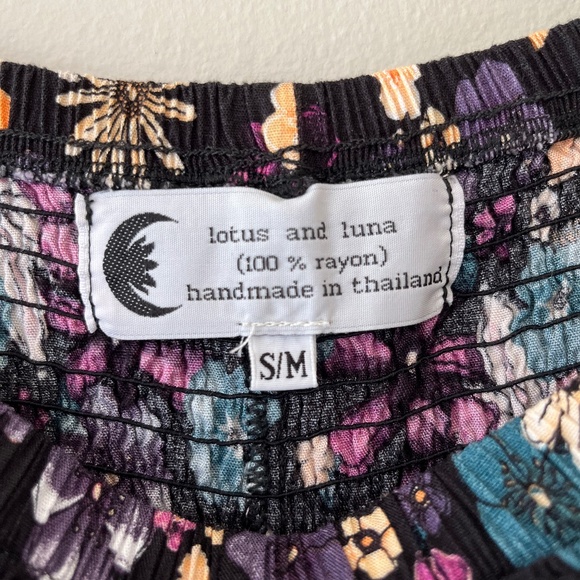 lotus and luna
(100 % rayon)
handmade in thailand
S/M